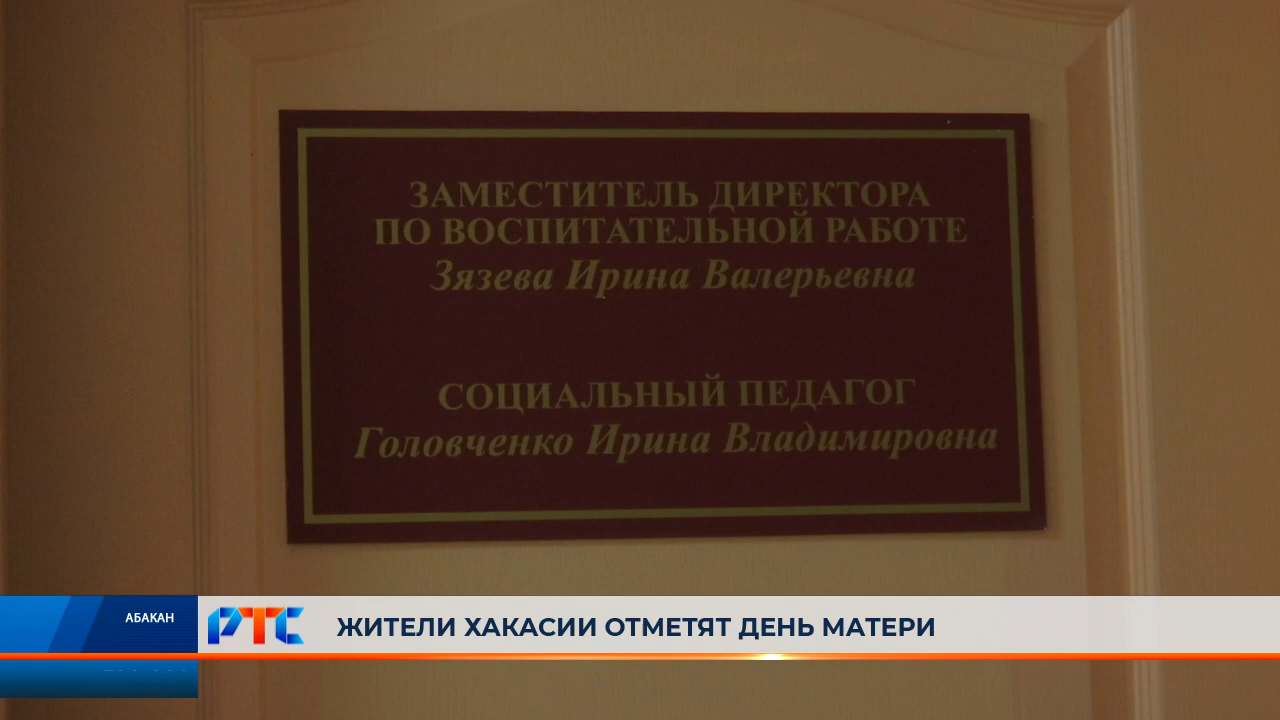 ЗАМЕСТИТЕЛЬ ДИРЕКТОРА
ПО ВОСПИТАТЕЛЬНОЙ РАБОТЕ
Зязева Ирина Валерьевна
СОЦИАЛЬНЫЙ ПЕДАГОГ
Головченко Ирина Владимировна
АБАКАН
РТС
ЖИТЕЛИ ХАКАСИИ ОТМЕТЯТ ДЕНЬ МАТЕРИ